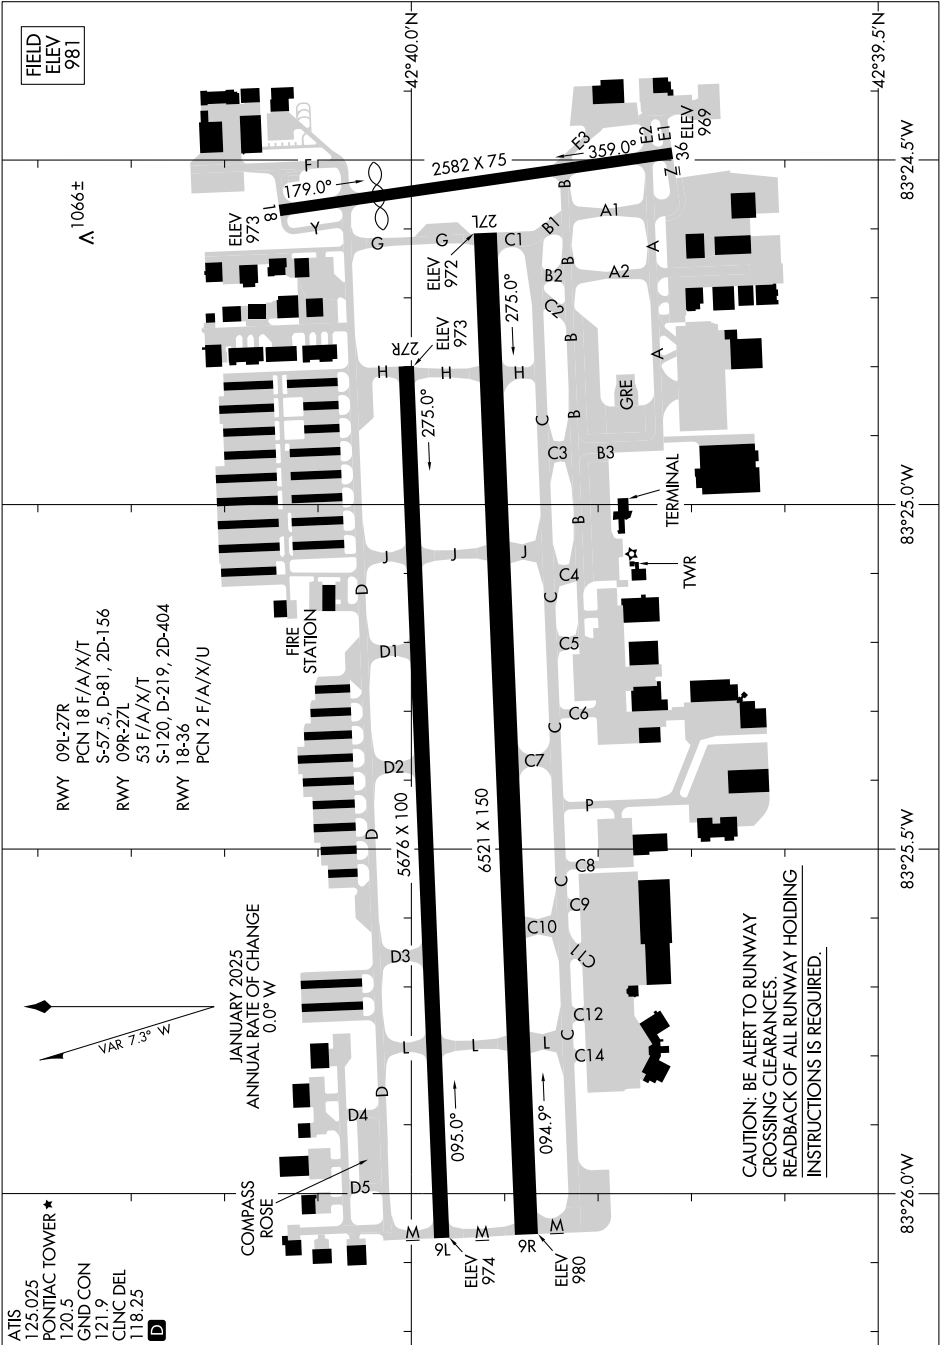 ATIS
125.025
PONTIAC TOWER★
120.5
GND CON
121.9
CLNC DEL
118.25
D
VAR 7.3° W
JANUARY 2025
ANNUAL RATE OF CHANGE
0.0° W
RWY 09L-27R
PCN 18 F/A/X/T
S-57.5, D-81, 2D-156
RWY 09R-27L
53 F/A/X/T
S-120, D-219, 2D-404
RWY 18-36
PCN 2 F/A/X/U
1066±
FIELD
ELEV
981
COMPASS
ROSE
D5
D4
D
D
D
FIRE
STATION
ELEV
973
18
Y
F
179.0°
G
G
M
L
D3
D2
D1
J
H
27R
42°40.0'N
9L
ELEV
974
095.0°
5676 X 100
275.0°
ELEV
973
M
L
J
H
ELEV
972
27L
2582 X 75
9R
ELEV
980
094.9°
6521 X 150
275.0°
M
L
C10
C7
J
H
C1
C
C
C
C
C
C2
C3
C4
C5
C6
C8
C9
C11
C12
C14
P
B
B
B
B
B
B1
B2
B3
A1
A2
A
A
GRE
E3
359.0°
E2
E1
36
Z
ELEV
969
TERMINAL
TWR
CAUTION: BE ALERT TO RUNWAY
CROSSING CLEARANCES.
READBACK OF ALL RUNWAY HOLDING
INSTRUCTIONS IS REQUIRED.
42°39.5'N
83°26.0'W
83°25.5'W
83°25.0'W
83°24.5'W